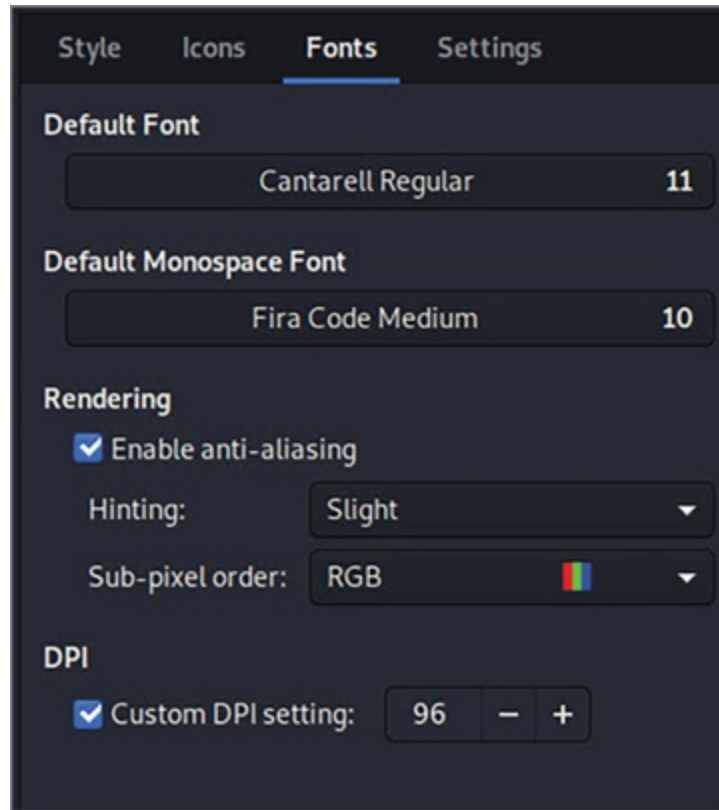 Style Icons Fonts Settings
Default Font
Cantarell Regular 11
Default Monospace Font
Fira Code Medium 10
Rendering
Enable anti-aliasing
Hinting: Slight
Sub-pixel order: RGB
DPI
Custom DPI setting: 96 − +